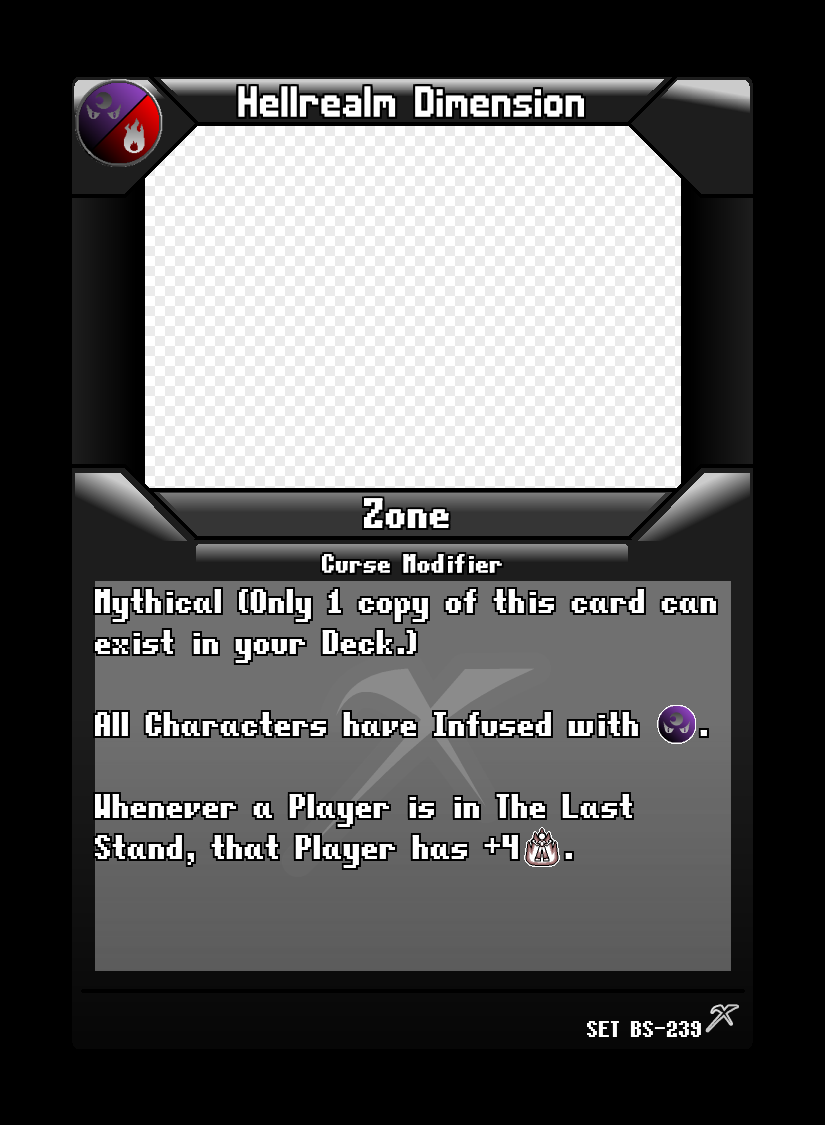 Hellrealm Dimension
Zone
Curse Modifier
Mythical (Only 1 copy of this card can
exist in your Deck.)
All Characters have Infused with .
Whenever a Player is in The Last
Stand, that Player has +4.
SET BS-239